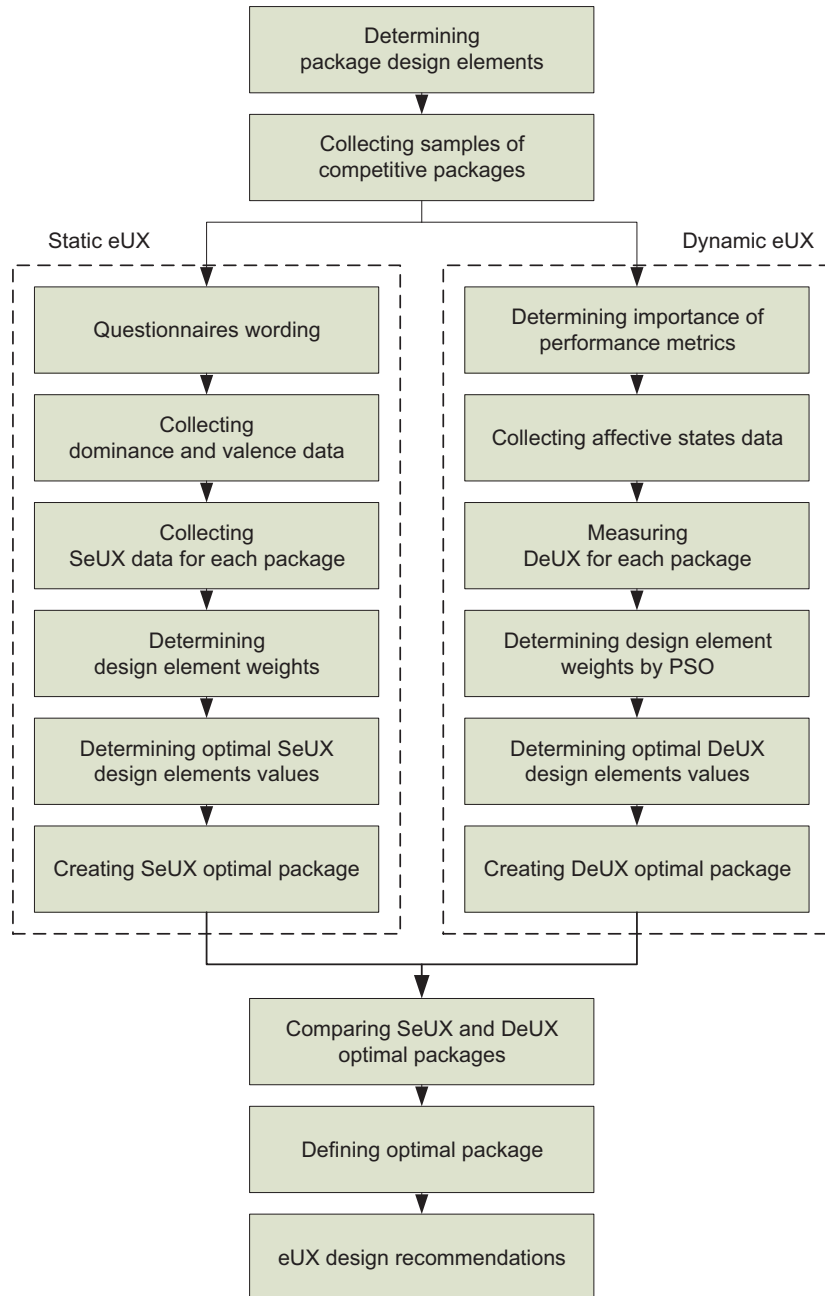 Determining
package design elements
Collecting samples of
competitive packages
Static eUX
Questionnaires wording
Collecting
dominance and valence data
Collecting
SeUX data for each package
Determining
design element weights
Determining optimal SeUX
design elements values
Creating SeUX optimal package
Dynamic eUX
Determining importance of
performance metrics
Collecting affective states data
Measuring
DeUX for each package
Determining design element
weights by PSO
Determining optimal DeUX
design elements values
Creating DeUX optimal package
Comparing SeUX and DeUX
optimal packages
Defining optimal package
eUX design recommendations